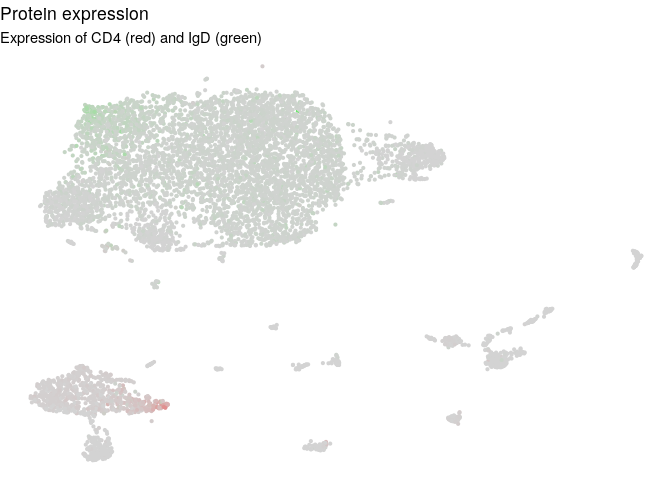 Protein expression
Expression of CD4 (red) and IgD (green)